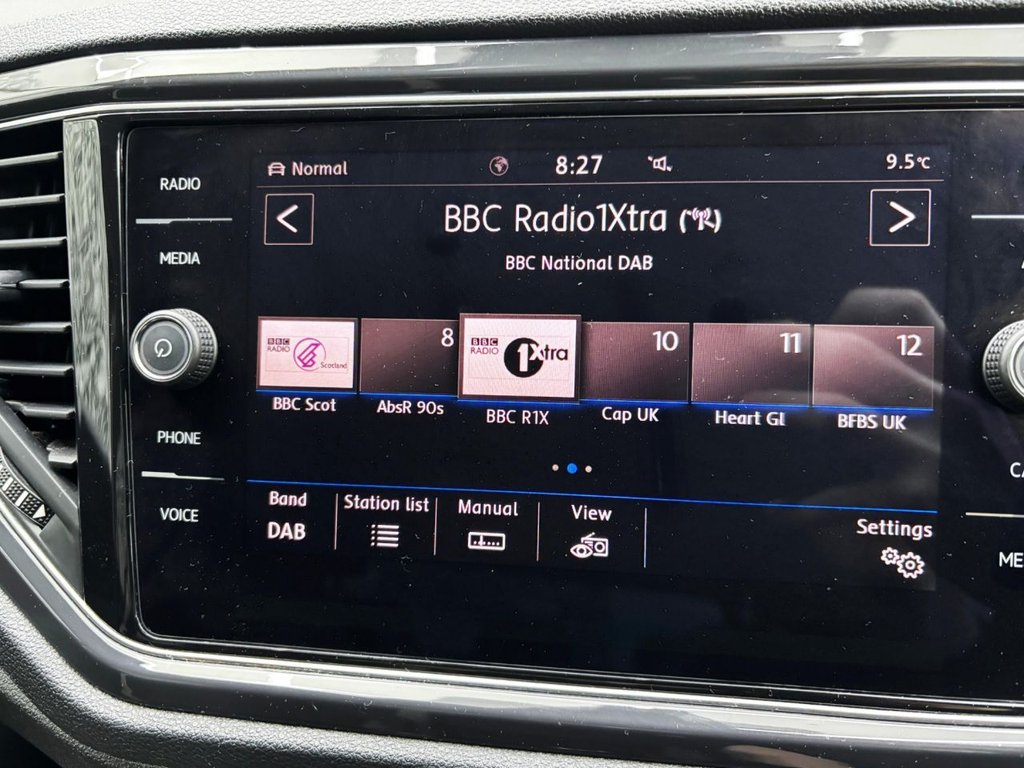 RADIO
MEDIA
PHONE
VOICE
Normal 8:27 9.5°C
< BBC Radio1Xtra >
BBC National DAB
BBC RADIO Scotland 8 BBC RADIO 1Xtra 10 11 12
BBC Scot AbsR 90s BBC R1X Cap UK Heart Gl BFBS UK
Band Station list Manual View Settings
DAB